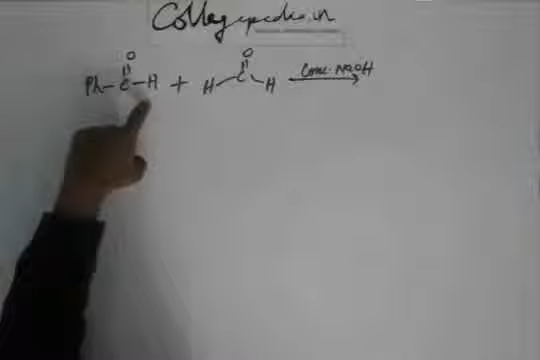 Collegepedia.in
O O
Ph-C-H + H C H Conc. NaOH